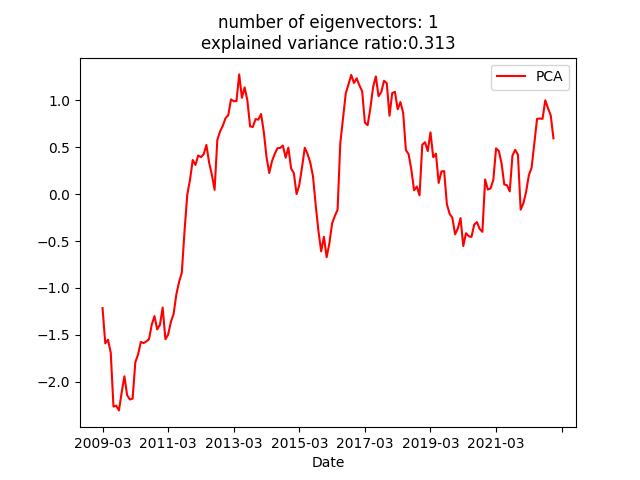 number of eigenvectors: 1
explained variance ratio:0.313
PCA
1.0
0.5
0.0
−0.5
−1.0
−1.5
−2.0
2009-03 2011-03 2013-03 2015-03 2017-03 2019-03 2021-03
Date